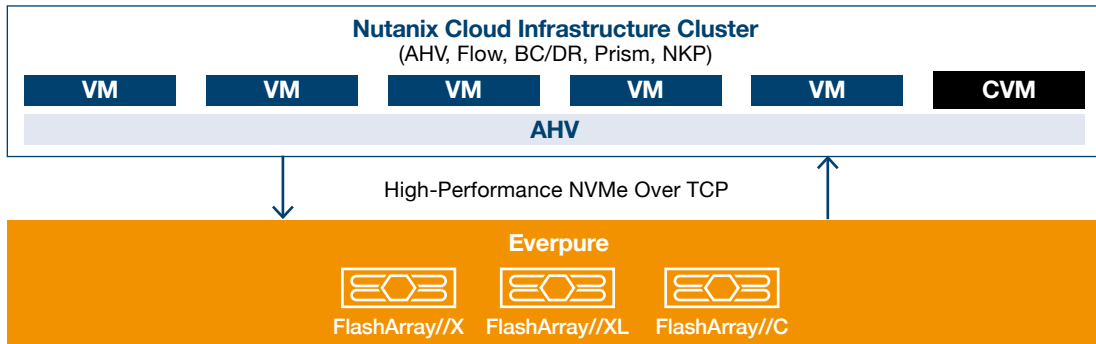 Nutanix Cloud Infrastructure Cluster
(AHV, Flow, BC/DR, Prism, NKP)
VM VM VM VM VM CVM
AHV
High-Performance NVMe Over TCP
Everpure
FlashArray//X FlashArray//XL FlashArray//C